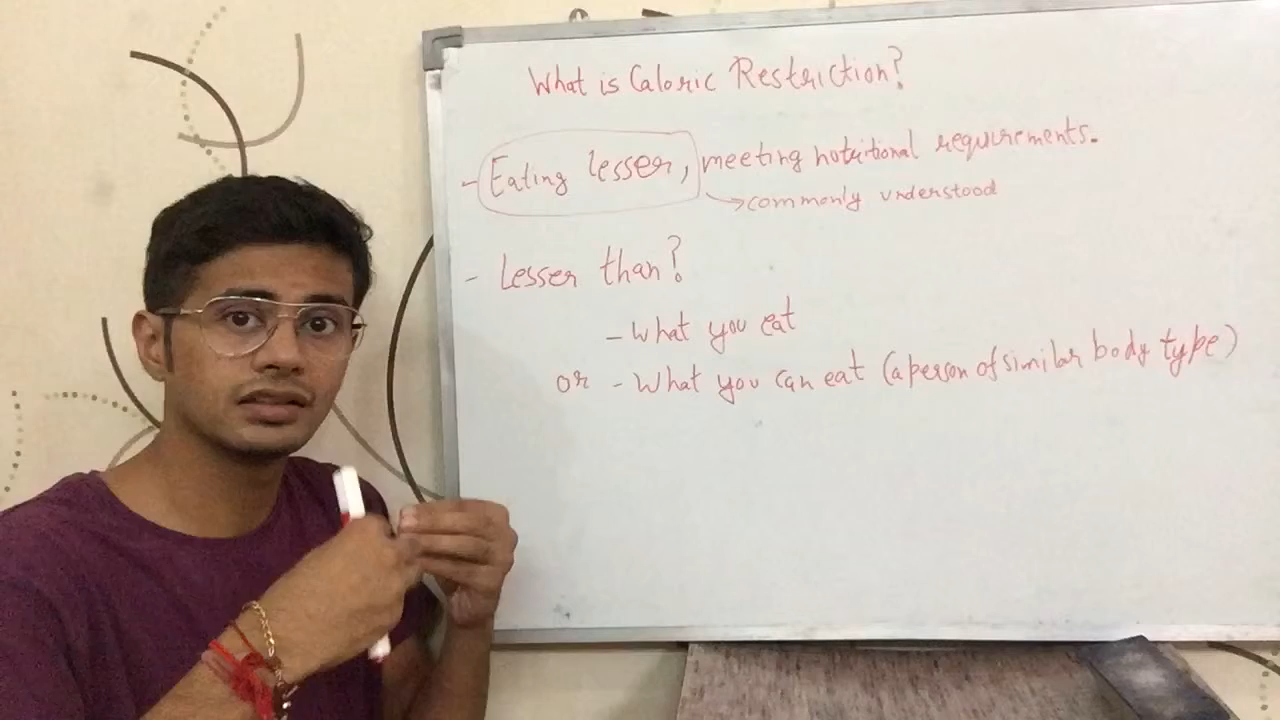 What is Caloric Restriction?
- Eating lesser, meeting nutritional requirements.
→ commonly understood
- Lesser than?
- What you eat
or - What you can eat (a person of similar body type)